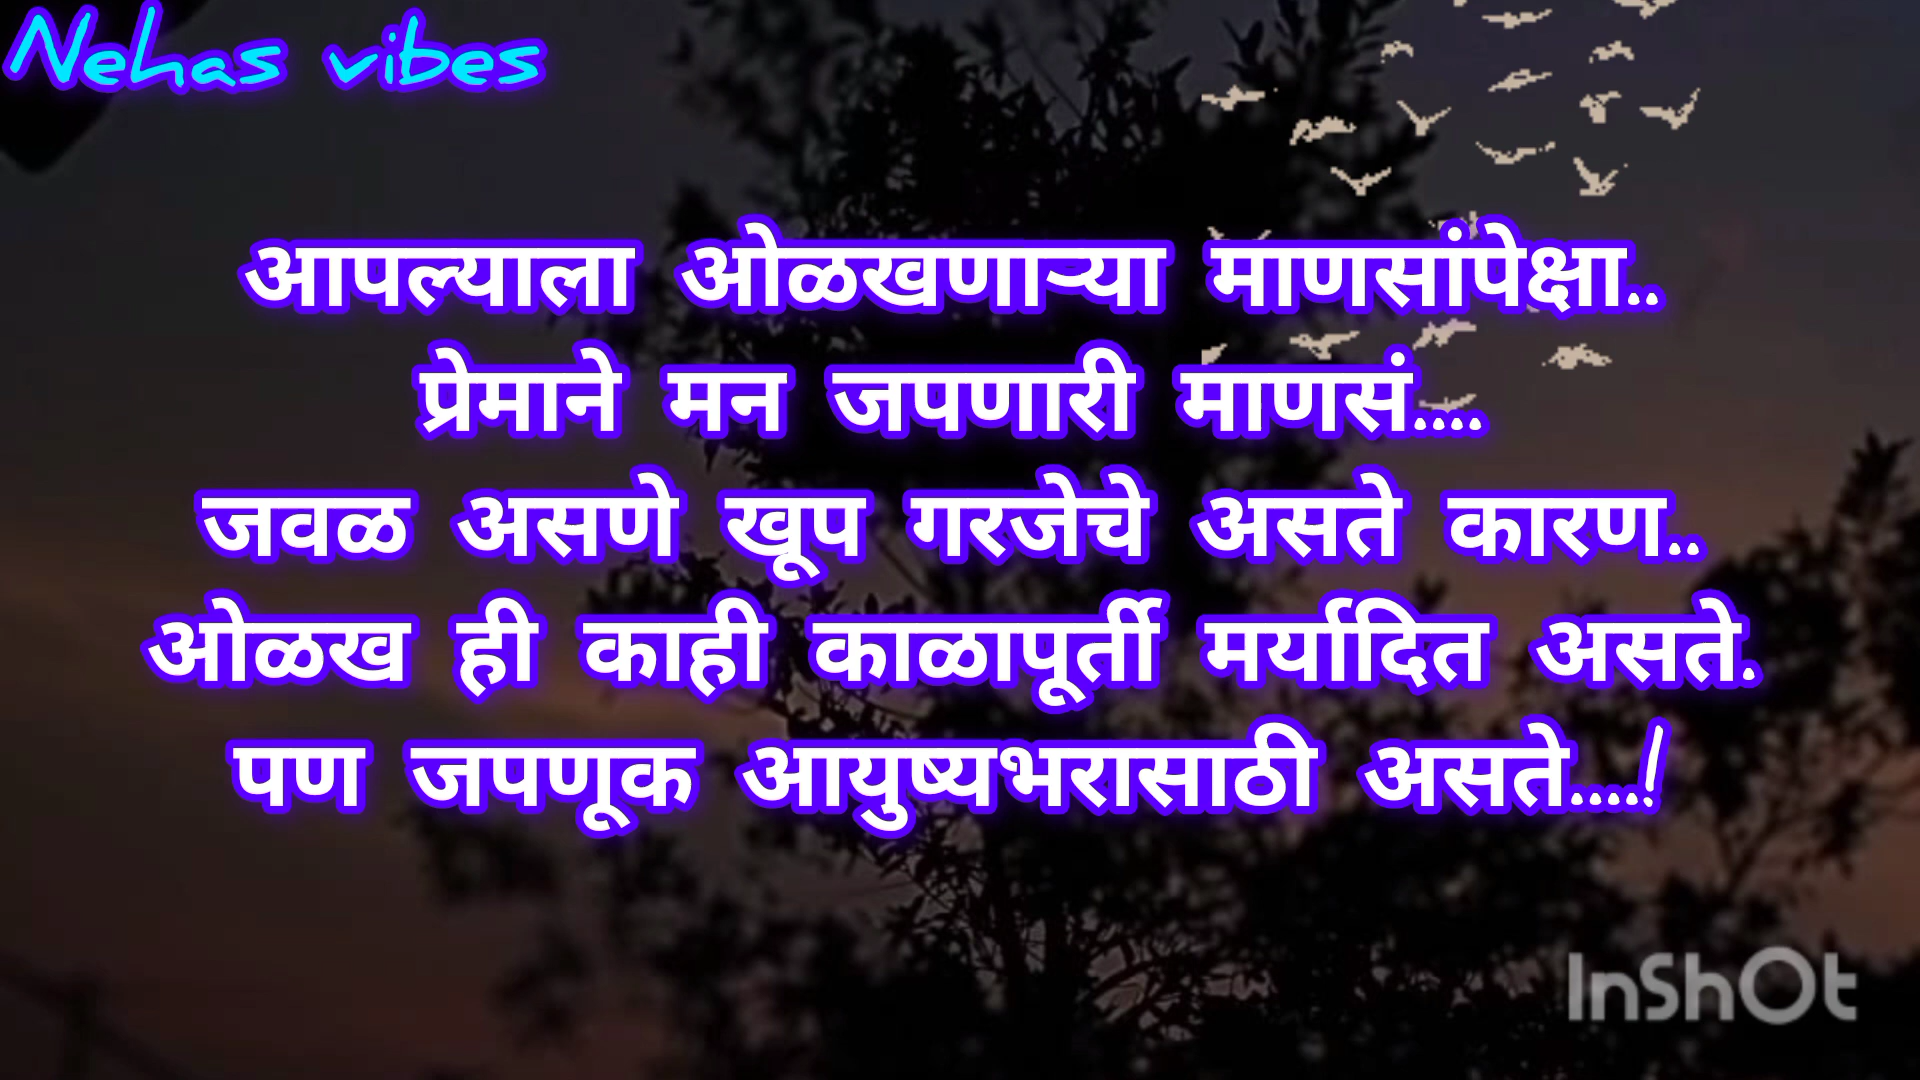 Nehas vibes
आपल्याला ओळखणाऱ्या माणसांपेक्षा..
प्रेमाने मन जपणारी माणसं....
जवळ असणे खूप गरजेचे असते कारण..
ओळख ही काही काळापूर्ती मर्यादित असते.
पण जपणूक आयुष्यभरासाठी असते....!
InShOt